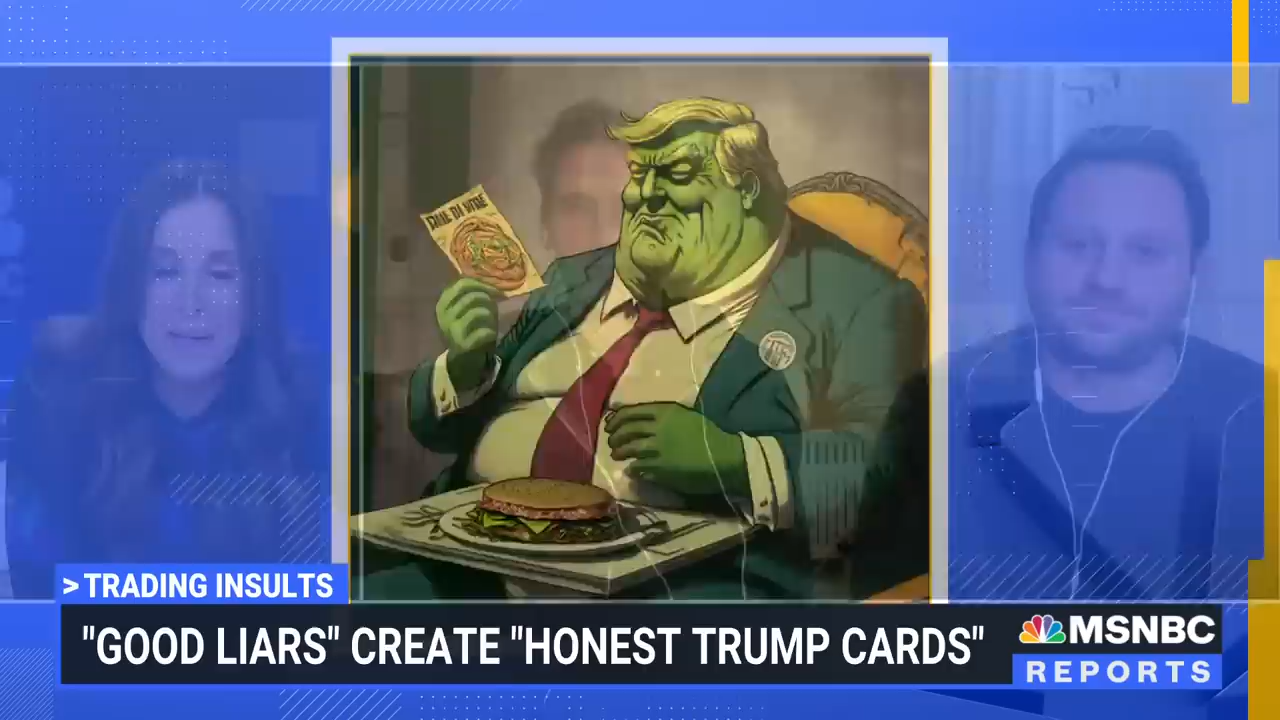 > TRADING INSULTS
"GOOD LIARS" CREATE "HONEST TRUMP CARDS"
MSNBC
REPORTS